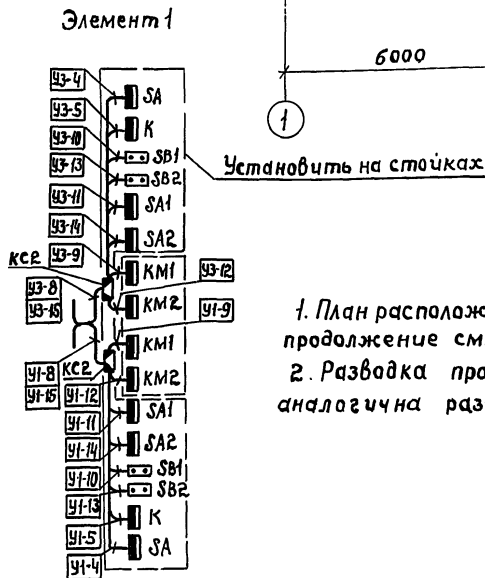 Элемент 1
6000
1
Установить на стойках
У3-4
SA
У3-5
K
У3-10
SB1
У3-13
SB2
У3-11
SA1
У3-14
SA2
У3-9
КС2
KM1
У3-12
У3-8
У3-15
KM2
У1-9
KM1
У1-8
У1-15
КС2
KM2
У1-12
У1-11
SA1
У1-14
SA2
У1-10
SB1
У1-13
SB2
У1-5
K
У1-4
SA
1. План располож
продолжение см
2. Разводка про
аналогична раз